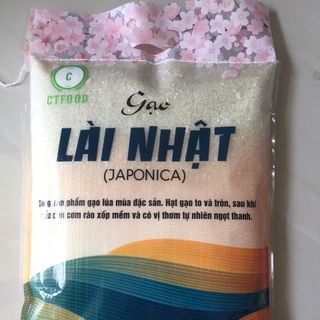 C
CTFOOD
Gạo
LÀI NHẬT
(JAPONICA)
phẩm gạo lúa mùa đặc sản. Hạt gạo to và tròn, sau khi
cơm ráo xốp mềm và có vị thơm tự nhiên ngọt thanh.